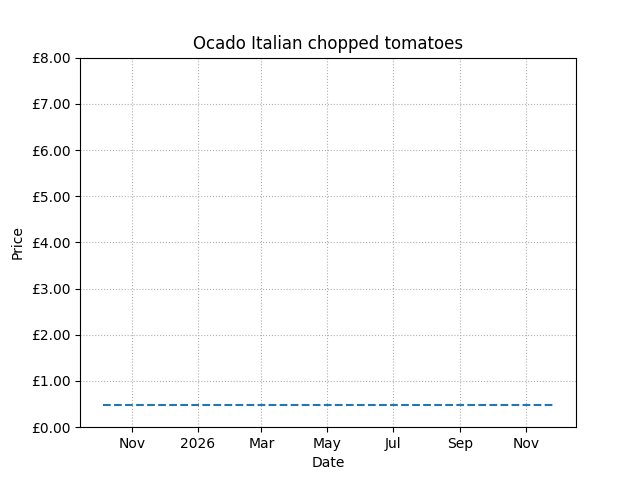 Ocado Italian chopped tomatoes
£8.00
£7.00
£6.00
£5.00
£4.00
£3.00
£2.00
£1.00
£0.00
Price
Nov 2026 Mar May Jul Sep Nov
Date